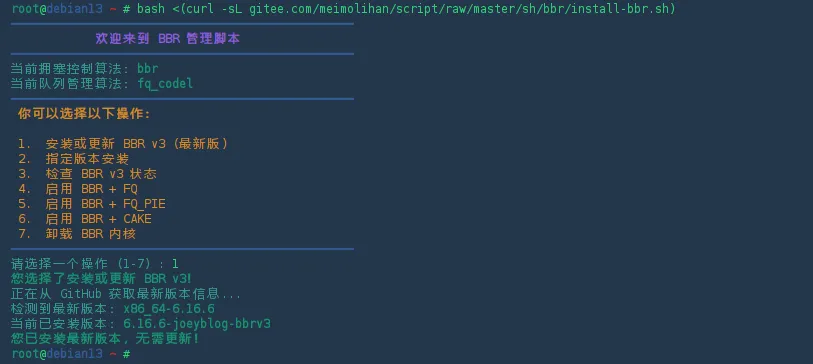 root@debian13 ~ # bash <(curl -sL gitee.com/meimolihan/script/raw/master/sh/bbr/install-bbr.sh)
欢迎来到 BBR 管理脚本
当前拥塞控制算法: bbr
当前队列管理算法: fq_codel
你可以选择以下操作:
1. 安装或更新 BBR v3 (最新版)
2. 指定版本安装
3. 检查 BBR v3 状态
4. 启用 BBR + FQ
5. 启用 BBR + FQ_PIE
6. 启用 BBR + CAKE
7. 卸载 BBR 内核
请选择一个操作 (1-7) : 1
您选择了安装或更新 BBR v3!
正在从 GitHub 获取最新版本信息...
检测到最新版本: x86_64-6.16.6
当前已安装版本: 6.16.6-joeyblog-bbrv3
您已安装最新版本, 无需更新!
root@debian13 ~ #